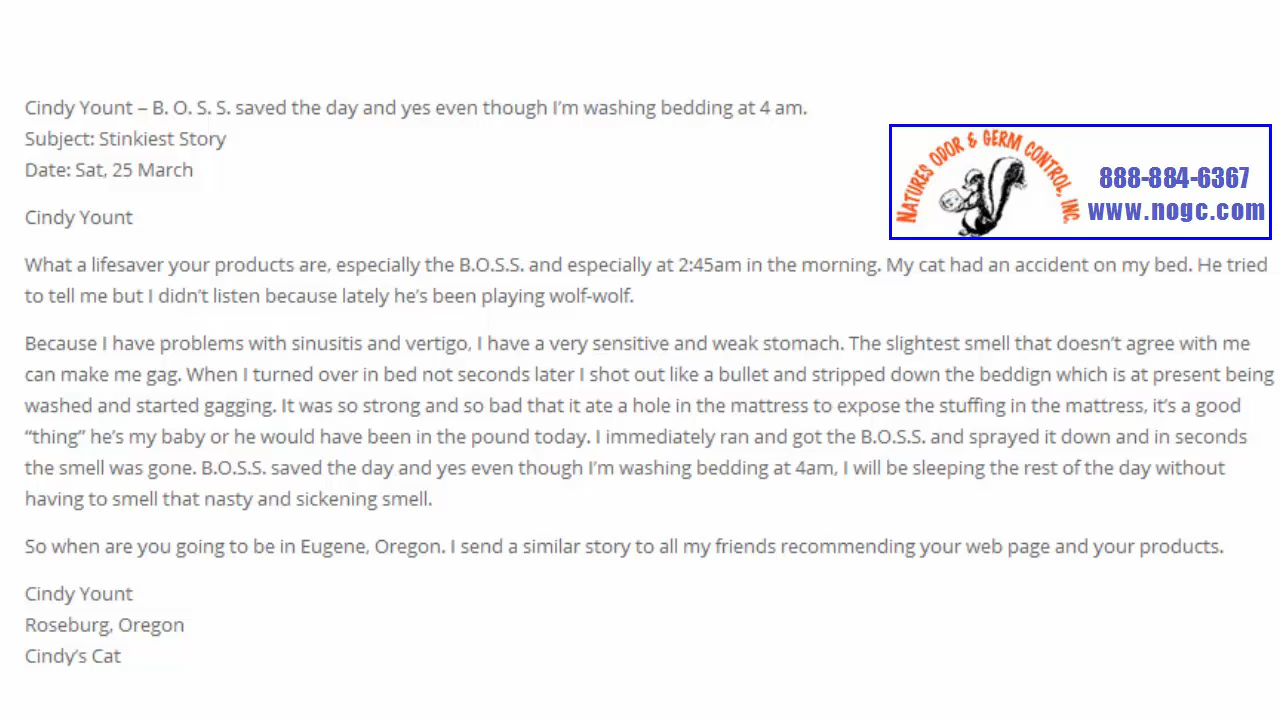 Cindy Yount – B. O. S. S. saved the day and yes even though I'm washing bedding at 4 am.
Subject: Stinkiest Story
Date: Sat, 25 March
NATURES ODOR & GERM CONTROL, INC.
888-884-6367
www.nogc.com
Cindy Yount
What a lifesaver your products are, especially the B.O.S.S. and especially at 2:45am in the morning. My cat had an accident on my bed. He tried
to tell me but I didn't listen because lately he's been playing wolf-wolf.
Because I have problems with sinusitis and vertigo, I have a very sensitive and weak stomach. The slightest smell that doesn't agree with me
can make me gag. When I turned over in bed not seconds later I shot out like a bullet and stripped down the beddign which is at present being
washed and started gagging. It was so strong and so bad that it ate a hole in the mattress to expose the stuffing in the mattress, it's a good
“thing” he's my baby or he would have been in the pound today. I immediately ran and got the B.O.S.S. and sprayed it down and in seconds
the smell was gone. B.O.S.S. saved the day and yes even though I'm washing bedding at 4am, I will be sleeping the rest of the day without
having to smell that nasty and sickening smell.
So when are you going to be in Eugene, Oregon. I send a similar story to all my friends recommending your web page and your products.
Cindy Yount
Roseburg, Oregon
Cindy's Cat